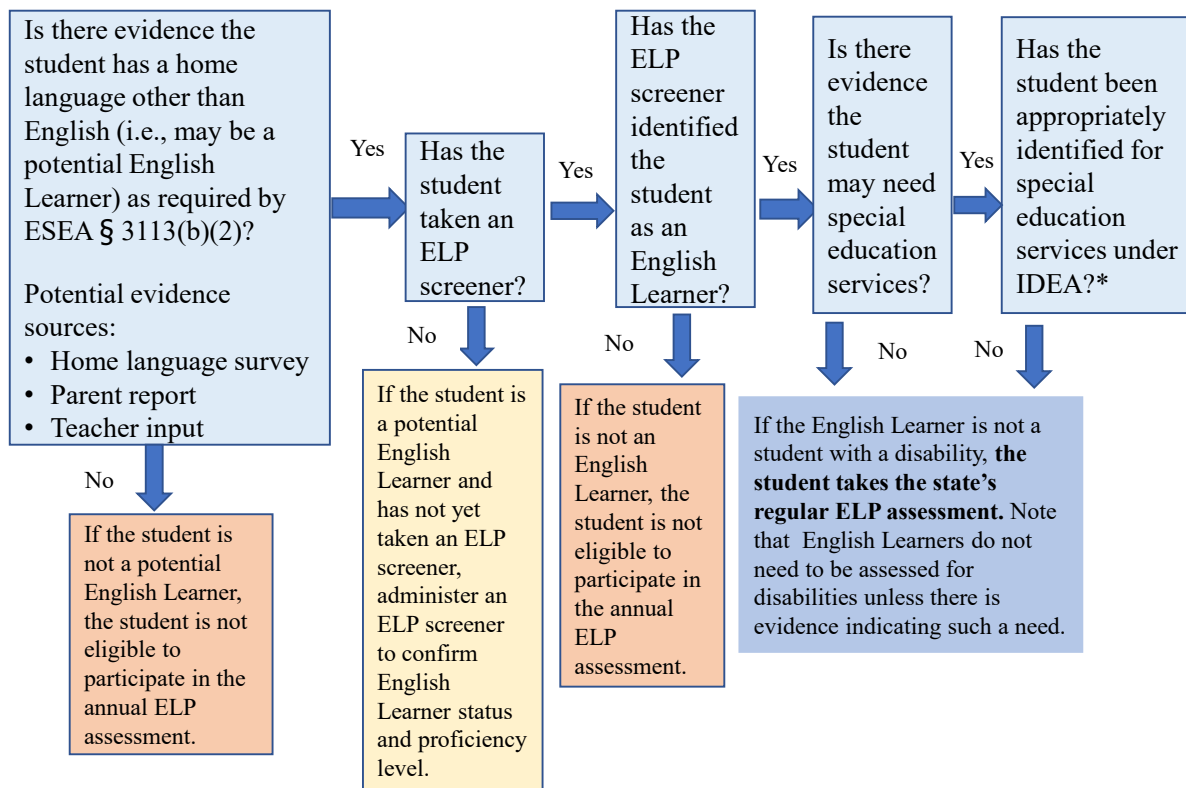 Is there evidence the
student has a home
language other than
English (i.e., may be a
potential English
Learner) as required by
ESEA § 3113(b)(2)?
Potential evidence
sources:
• Home language survey
• Parent report
• Teacher input
Yes
Has the
student
taken an
ELP
screener?
Yes
Has the
ELP
screener
identified
the
student
as an
English
Learner?
Yes
Is there
evidence
the
student
may need
special
education
services?
Yes
Has the
student been
appropriately
identified for
special
education
services under
IDEA?*
No
If the student is
not a potential
English Learner,
the student is not
eligible to
participate in the
annual ELP
assessment.
No
If the student is
a potential
English
Learner and
has not yet
taken an ELP
screener,
administer an
ELP screener
to confirm
English
Learner status
and proficiency
level.
No
If the student
is not an
English
Learner, the
student is not
eligible to
participate in
the annual
ELP
assessment.
No
No
If the English Learner is not a
student with a disability, the
student takes the state’s
regular ELP assessment. Note
that English Learners do not
need to be assessed for
disabilities unless there is
evidence indicating such a need.